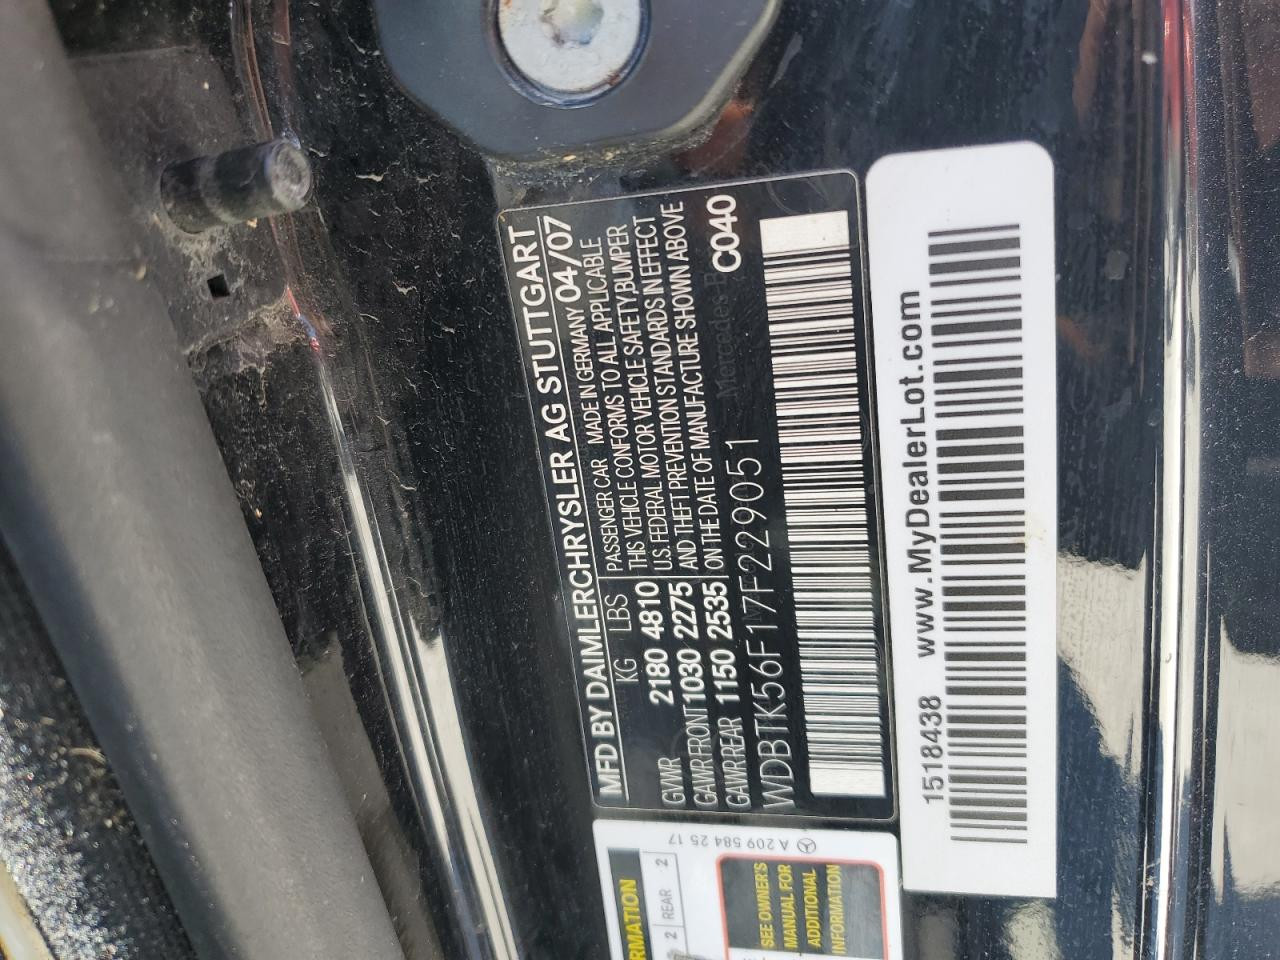 MFD BY DAIMLERCHRYSLER AG STUTTGART
KG LBS PASSENGER CAR MADE IN GERMANY 04/07
GVWR 2180 4810
GAWR FRONT 1030 2275
GAWR REAR 1150 2535
THIS VEHICLE CONFORMS TO ALL APPLICABLE
U.S. FEDERAL MOTOR VEHICLE SAFETY, BUMPER
AND THEFT PREVENTION STANDARDS IN EFFECT
ON THE DATE OF MANUFACTURE SHOWN ABOVE
C040
WDBTK56F17F229051 Mercedes
1518438 www.MyDealerLot.com
A 209 584 25 17
RMATION
2 REAR 2
SEE OWNER'S
MANUAL FOR
ADDITIONAL
INFORMATION